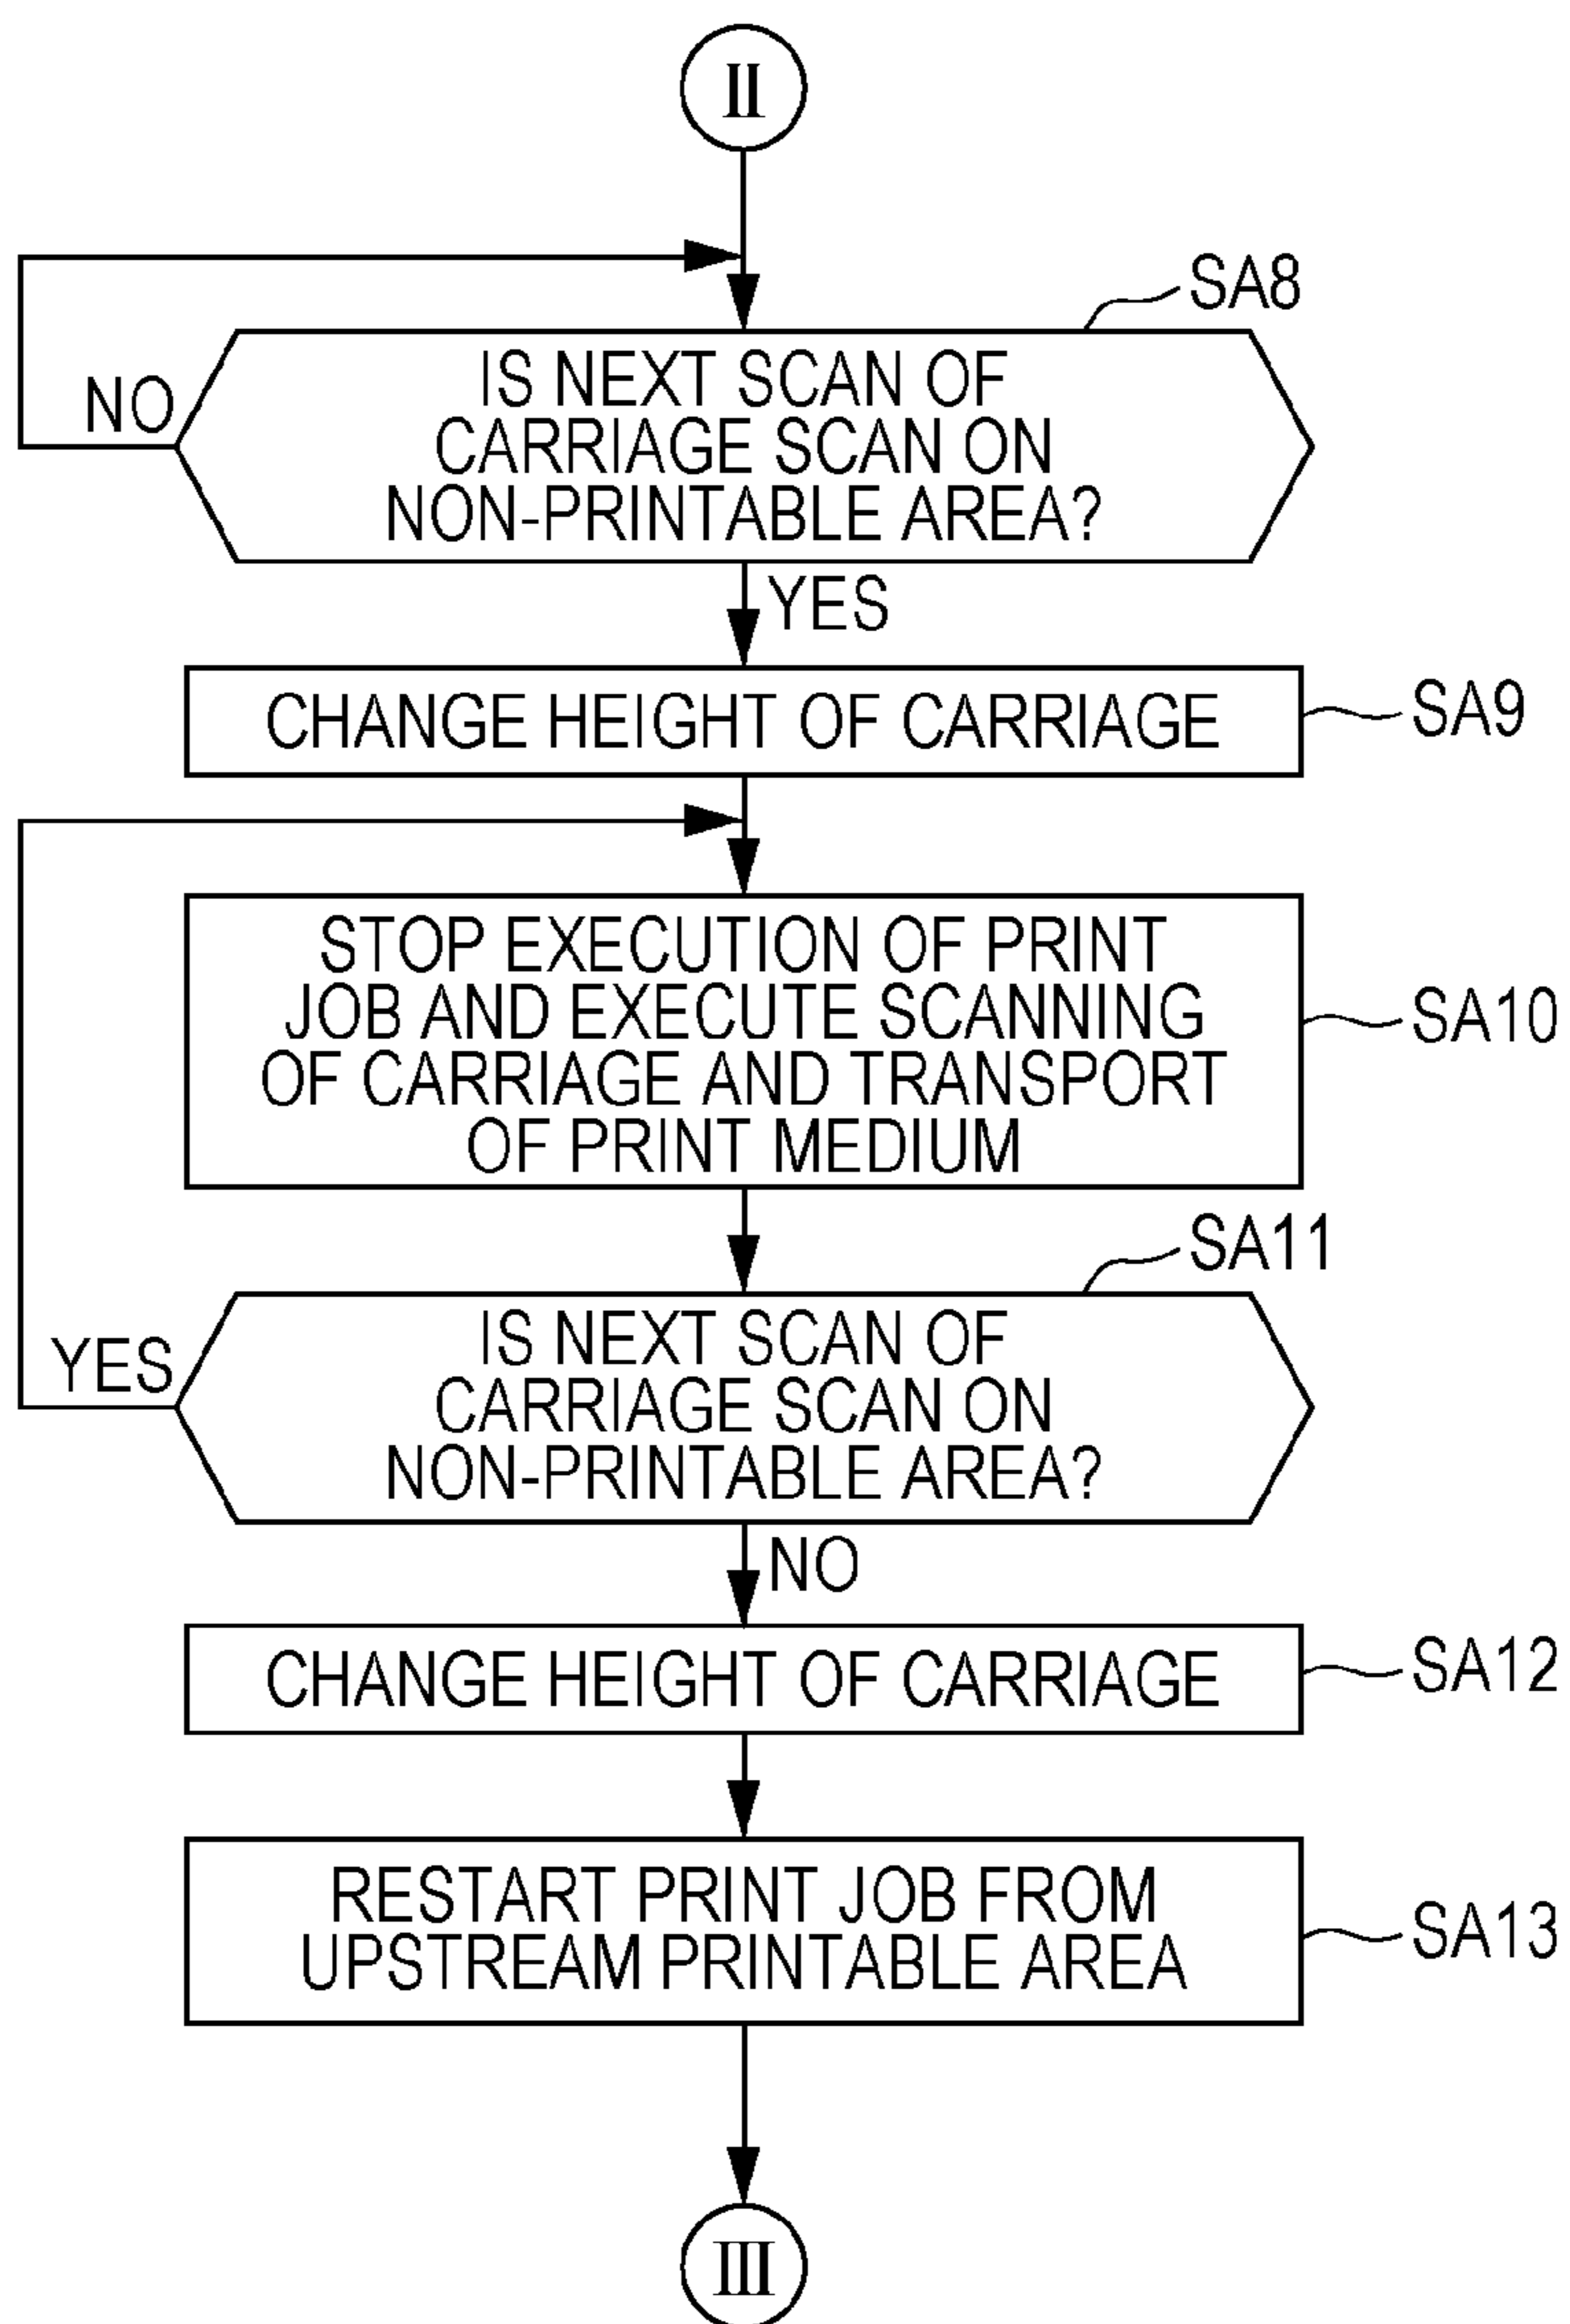 II
SA8
NO
IS NEXT SCAN OF
CARRIAGE SCAN ON
NON-PRINTABLE AREA?
YES
CHANGE HEIGHT OF CARRIAGE
SA9
STOP EXECUTION OF PRINT
JOB AND EXECUTE SCANNING
OF CARRIAGE AND TRANSPORT
OF PRINT MEDIUM
SA10
SA11
YES
IS NEXT SCAN OF
CARRIAGE SCAN ON
NON-PRINTABLE AREA?
NO
CHANGE HEIGHT OF CARRIAGE
SA12
RESTART PRINT JOB FROM
UPSTREAM PRINTABLE AREA
SA13
III